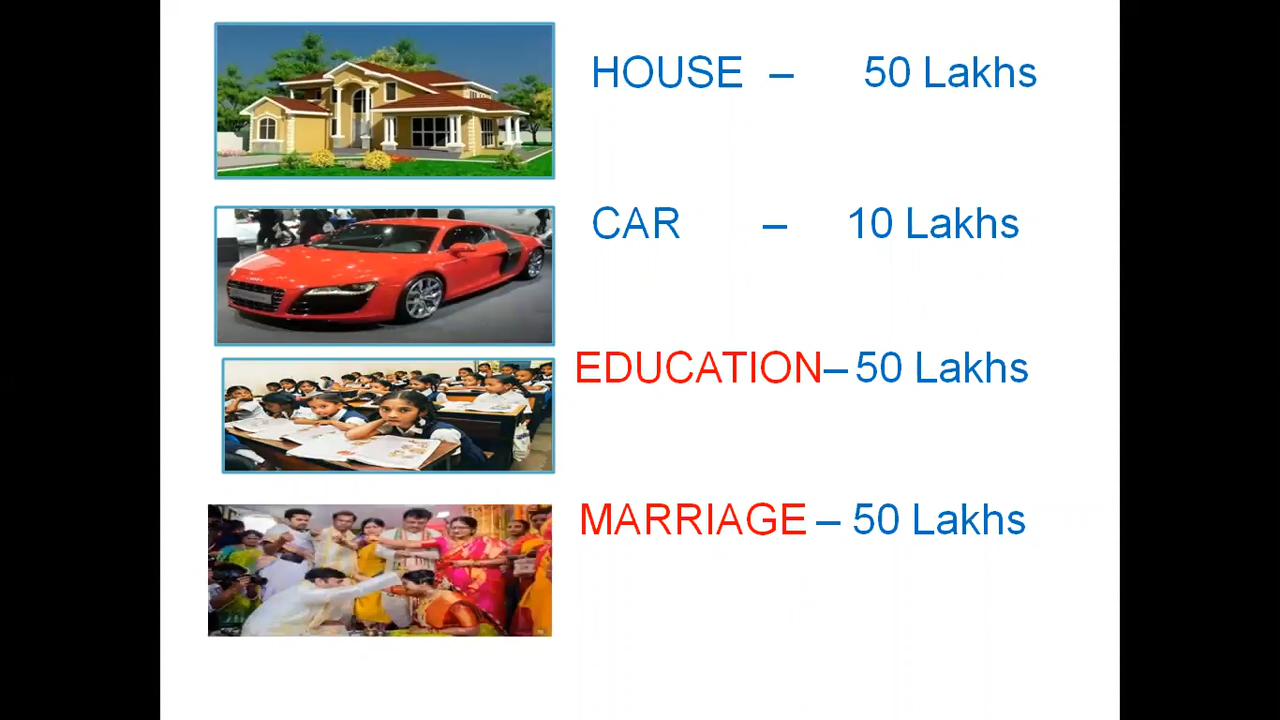 HOUSE – 50 Lakhs
CAR – 10 Lakhs
EDUCATION– 50 Lakhs
MARRIAGE – 50 Lakhs